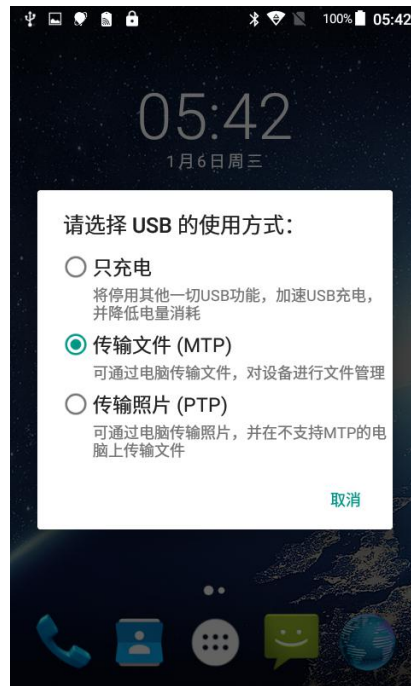 100% 05:42
05:42
1月6日周三
请选择 USB 的使用方式：
只充电
将停用其他一切USB功能，加速USB充电，
并降低电量消耗
传输文件 (MTP)
可通过电脑传输文件，对设备进行文件管理
传输照片 (PTP)
可通过电脑传输照片，并在不支持MTP的电
脑上传输文件
取消